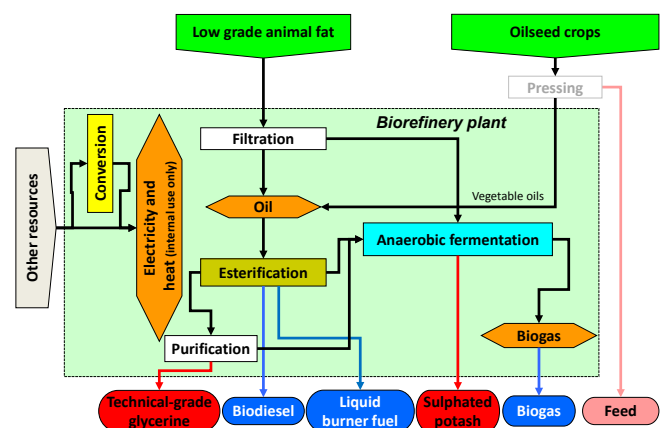 Low grade animal fat
Oilseed crops
Pressing
Biorefinery plant
Conversion
Filtration
Other resources
Electricity and
heat (internal use only)
Vegetable oils
Oil
Anaerobic fermentation
Esterification
Biogas
Purification
Technical-grade
glycerine
Biodiesel
Liquid
burner fuel
Sulphated
potash
Biogas
Feed